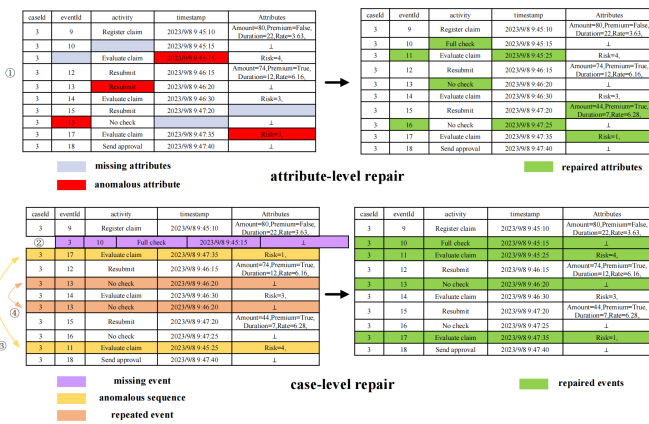 caseId eventId activity timestamp Attributes
3 9 Register claim 2023/9/8 9:45:10 Amount=80,Premium=False, Duration=22,Rate=3.63,
3 10 2023/9/8 9:45:15 ⊥
Evaluate claim Risk=4,
3 12 Resubmit 2023/9/8 9:46:15 Amount=74,Premium=True, Duration=12,Rate=6.16,
3 13 Resubmit 2023/9/8 9:46:20 ⊥
3 14 Evaluate claim 2023/9/8 9:46:30 Risk=3,
3 15 Resubmit 2023/9/8 9:47:20
3 No check ⊥
3 17 Evaluate claim 2023/9/8 9:47:35 Risk=3,
3 18 Send approval 2023/9/8 9:47:40 ⊥
①
missing attributes
anomalous attribute
caseId eventId activity timestamp Attributes
3 9 Register claim 2023/9/8 9:45:10 Amount=80,Premium=False, Duration=22,Rate=3.63,
3 10 Full check 2023/9/8 9:45:15 ⊥
3 11 Evaluate claim 2023/9/8 9:45:25 Risk=4,
3 12 Resubmit 2023/9/8 9:46:15 Amount=74,Premium=True, Duration=12,Rate=6.16,
3 13 No check 2023/9/8 9:46:20 ⊥
3 14 Evaluate claim 2023/9/8 9:46:30 Risk=3,
3 15 Resubmit 2023/9/8 9:47:20 Amount=44,Premium=True, Duration=7,Rate=6.28,
3 16 No check 2023/9/8 9:47:25 ⊥
3 17 Evaluate claim 2023/9/8 9:47:35 Risk=1,
3 18 Send approval 2023/9/8 9:47:40 ⊥
repaired attributes
attribute-level repair
caseId eventId activity timestamp Attributes
3 9 Register claim 2023/9/8 9:45:10 Amount=80,Premium=False, Duration=22,Rate=3.63,
② 3 10 Full check 2023/9/8 9:45:15 ⊥
3 17 Evaluate claim 2023/9/8 9:47:35 Risk=1,
3 12 Resubmit 2023/9/8 9:46:15 Amount=74,Premium=True, Duration=12,Rate=6.16,
3 13 No check 2023/9/8 9:46:20 ⊥
3 14 Evaluate claim 2023/9/8 9:46:30 Risk=3,
④ 3 13 No check 2023/9/8 9:46:20 ⊥
3 15 Resubmit 2023/9/8 9:47:20 Amount=44,Premium=True, Duration=7,Rate=6.28,
3 16 No check 2023/9/8 9:47:25 ⊥
③ 3 11 Evaluate claim 2023/9/8 9:45:25 Risk=4,
3 18 Send approval 2023/9/8 9:47:40 ⊥
missing event
anomalous sequence
repeated event
caseId eventId activity timestamp Attributes
3 9 Register claim 2023/9/8 9:45:10 Amount=80,Premium=False, Duration=22,Rate=3.63,
3 10 Full check 2023/9/8 9:45:15 ⊥
3 11 Evaluate claim 2023/9/8 9:45:25 Risk=4,
3 12 Resubmit 2023/9/8 9:46:15 Amount=74,Premium=True, Duration=12,Rate=6.16,
3 13 No check 2023/9/8 9:46:20 ⊥
3 14 Evaluate claim 2023/9/8 9:46:30 Risk=3,
3 15 Resubmit 2023/9/8 9:47:20 Amount=44,Premium=True, Duration=7,Rate=6.28,
3 16 No check 2023/9/8 9:47:25 ⊥
3 17 Evaluate claim 2023/9/8 9:47:35 Risk=1,
3 18 Send approval 2023/9/8 9:47:40 ⊥
repaired events
case-level repair